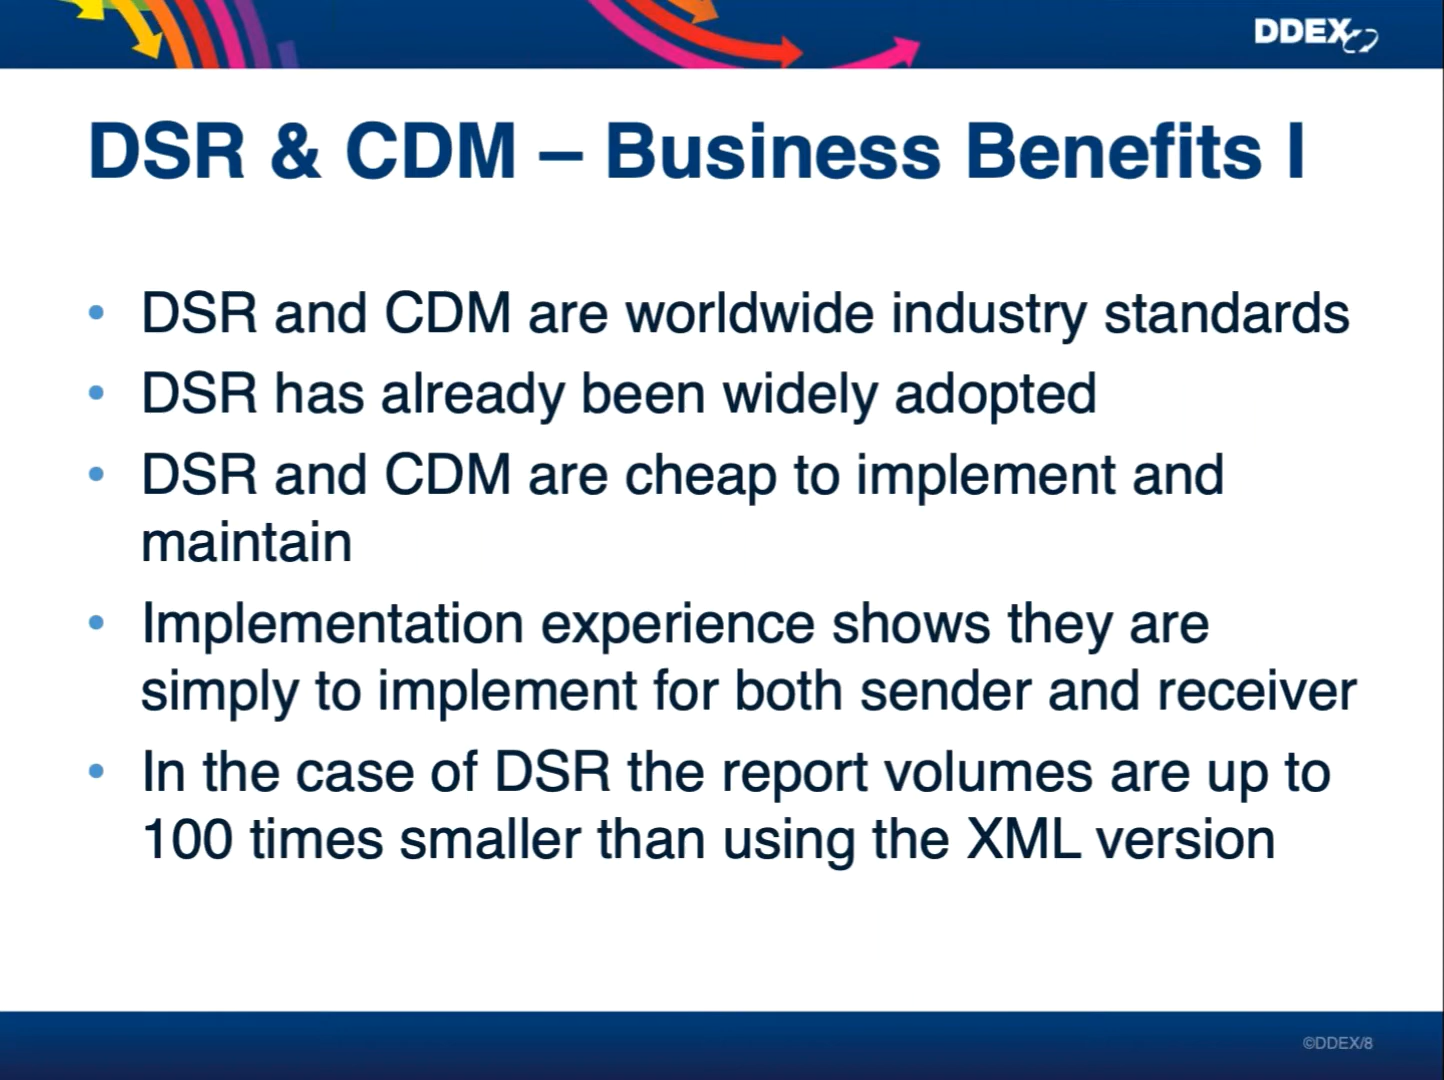 DDEX
DSR & CDM – Business Benefits I
• DSR and CDM are worldwide industry standards
• DSR has already been widely adopted
• DSR and CDM are cheap to implement and
maintain
• Implementation experience shows they are
simply to implement for both sender and receiver
• In the case of DSR the report volumes are up to
100 times smaller than using the XML version
©DDEX/8